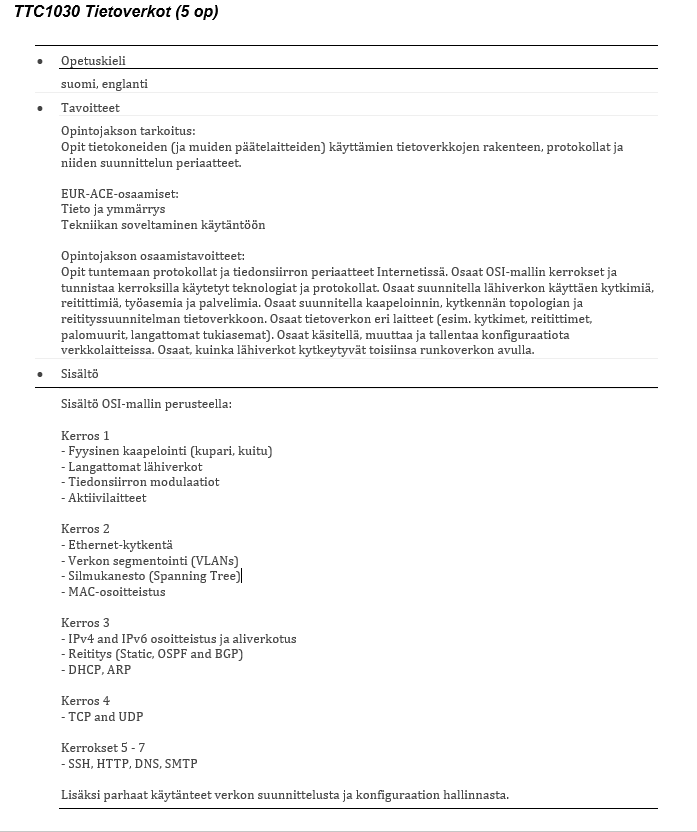 TTC1030 Tietoverkot (5 op)
• Opetuskieli
suomi, englanti
• Tavoitteet
Opintojakson tarkoitus:
Opit tietokoneiden (ja muiden päätelaitteiden) käyttämien tietoverkkojen rakenteen, protokollat ja
niiden suunnittelun periaatteet.
EUR-ACE-osaamiset:
Tieto ja ymmärrys
Tekniikan soveltaminen käytäntöön
Opintojakson osaamistavoitteet:
Opit tuntemaan protokollat ja tiedonsiirron periaatteet Internetissä. Osaat OSI-mallin kerrokset ja
tunnistaa kerroksilla käytetyt teknologiat ja protokollat. Osaat suunnitella lähiverkon käyttäen kytkimiä,
reitittimiä, työasemia ja palvelimia. Osaat suunnitella kaapeloinnin, kytkennän topologian ja
reitityssuunnitelman tietoverkkoon. Osaat tietoverkon eri laitteet (esim. kytkimet, reitittimet,
palomuurit, langattomat tukiasemat). Osaat käsitellä, muuttaa ja tallentaa konfiguraatiota
verkkolaitteissa. Osaat, kuinka lähiverkot kytkeytyvät toisiinsa runkoverkon avulla.
• Sisältö
Sisältö OSI-mallin perusteella:
Kerros 1
- Fyysinen kaapelointi (kupari, kuitu)
- Langattomat lähiverkot
- Tiedonsiirron modulaatiot
- Aktiivilaitteet
Kerros 2
- Ethernet-kytkentä
- Verkon segmentointi (VLANs)
- Silmukanesto (Spanning Tree)
- MAC-osoitteistus
Kerros 3
- IPv4 and IPv6 osoitteistus ja aliverkotus
- Reititys (Static, OSPF and BGP)
- DHCP, ARP
Kerros 4
- TCP and UDP
Kerrokset 5 - 7
- SSH, HTTP, DNS, SMTP
Lisäksi parhaat käytänteet verkon suunnittelusta ja konfiguraation hallinnasta.